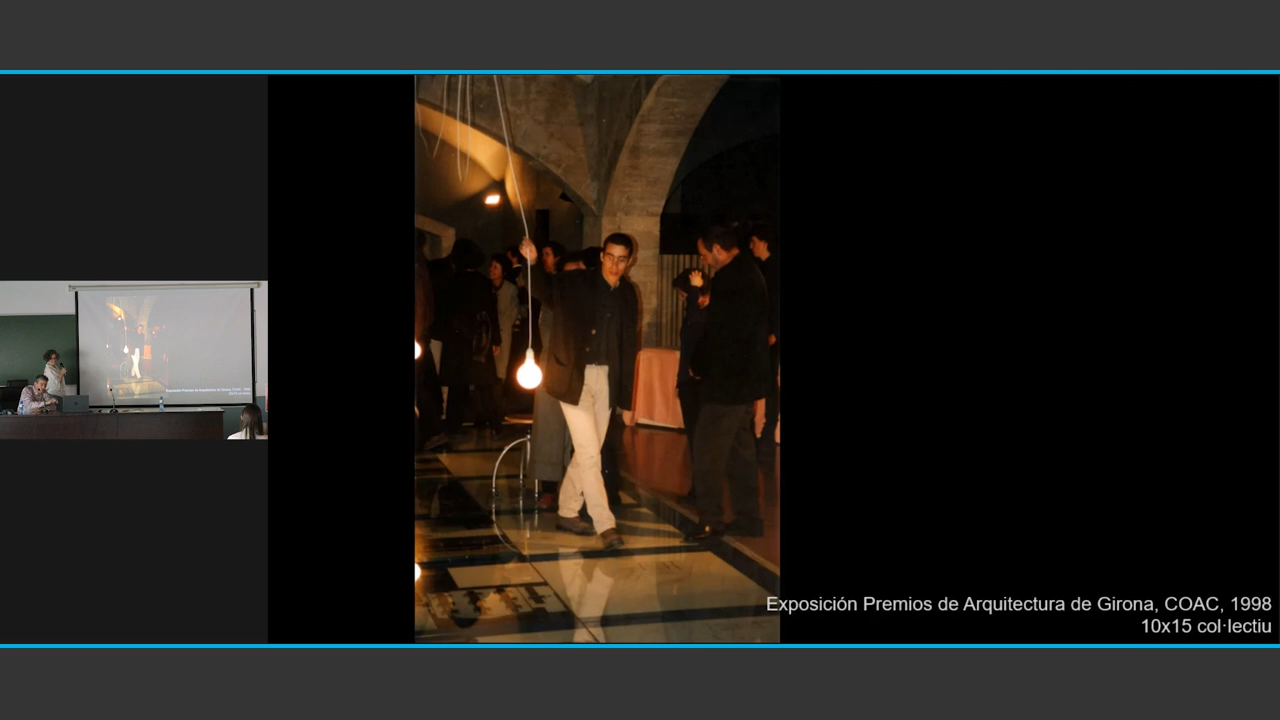 Exposición Premios de Arquitectura de Girona, COAC, 1998
10x15 col·lectiu